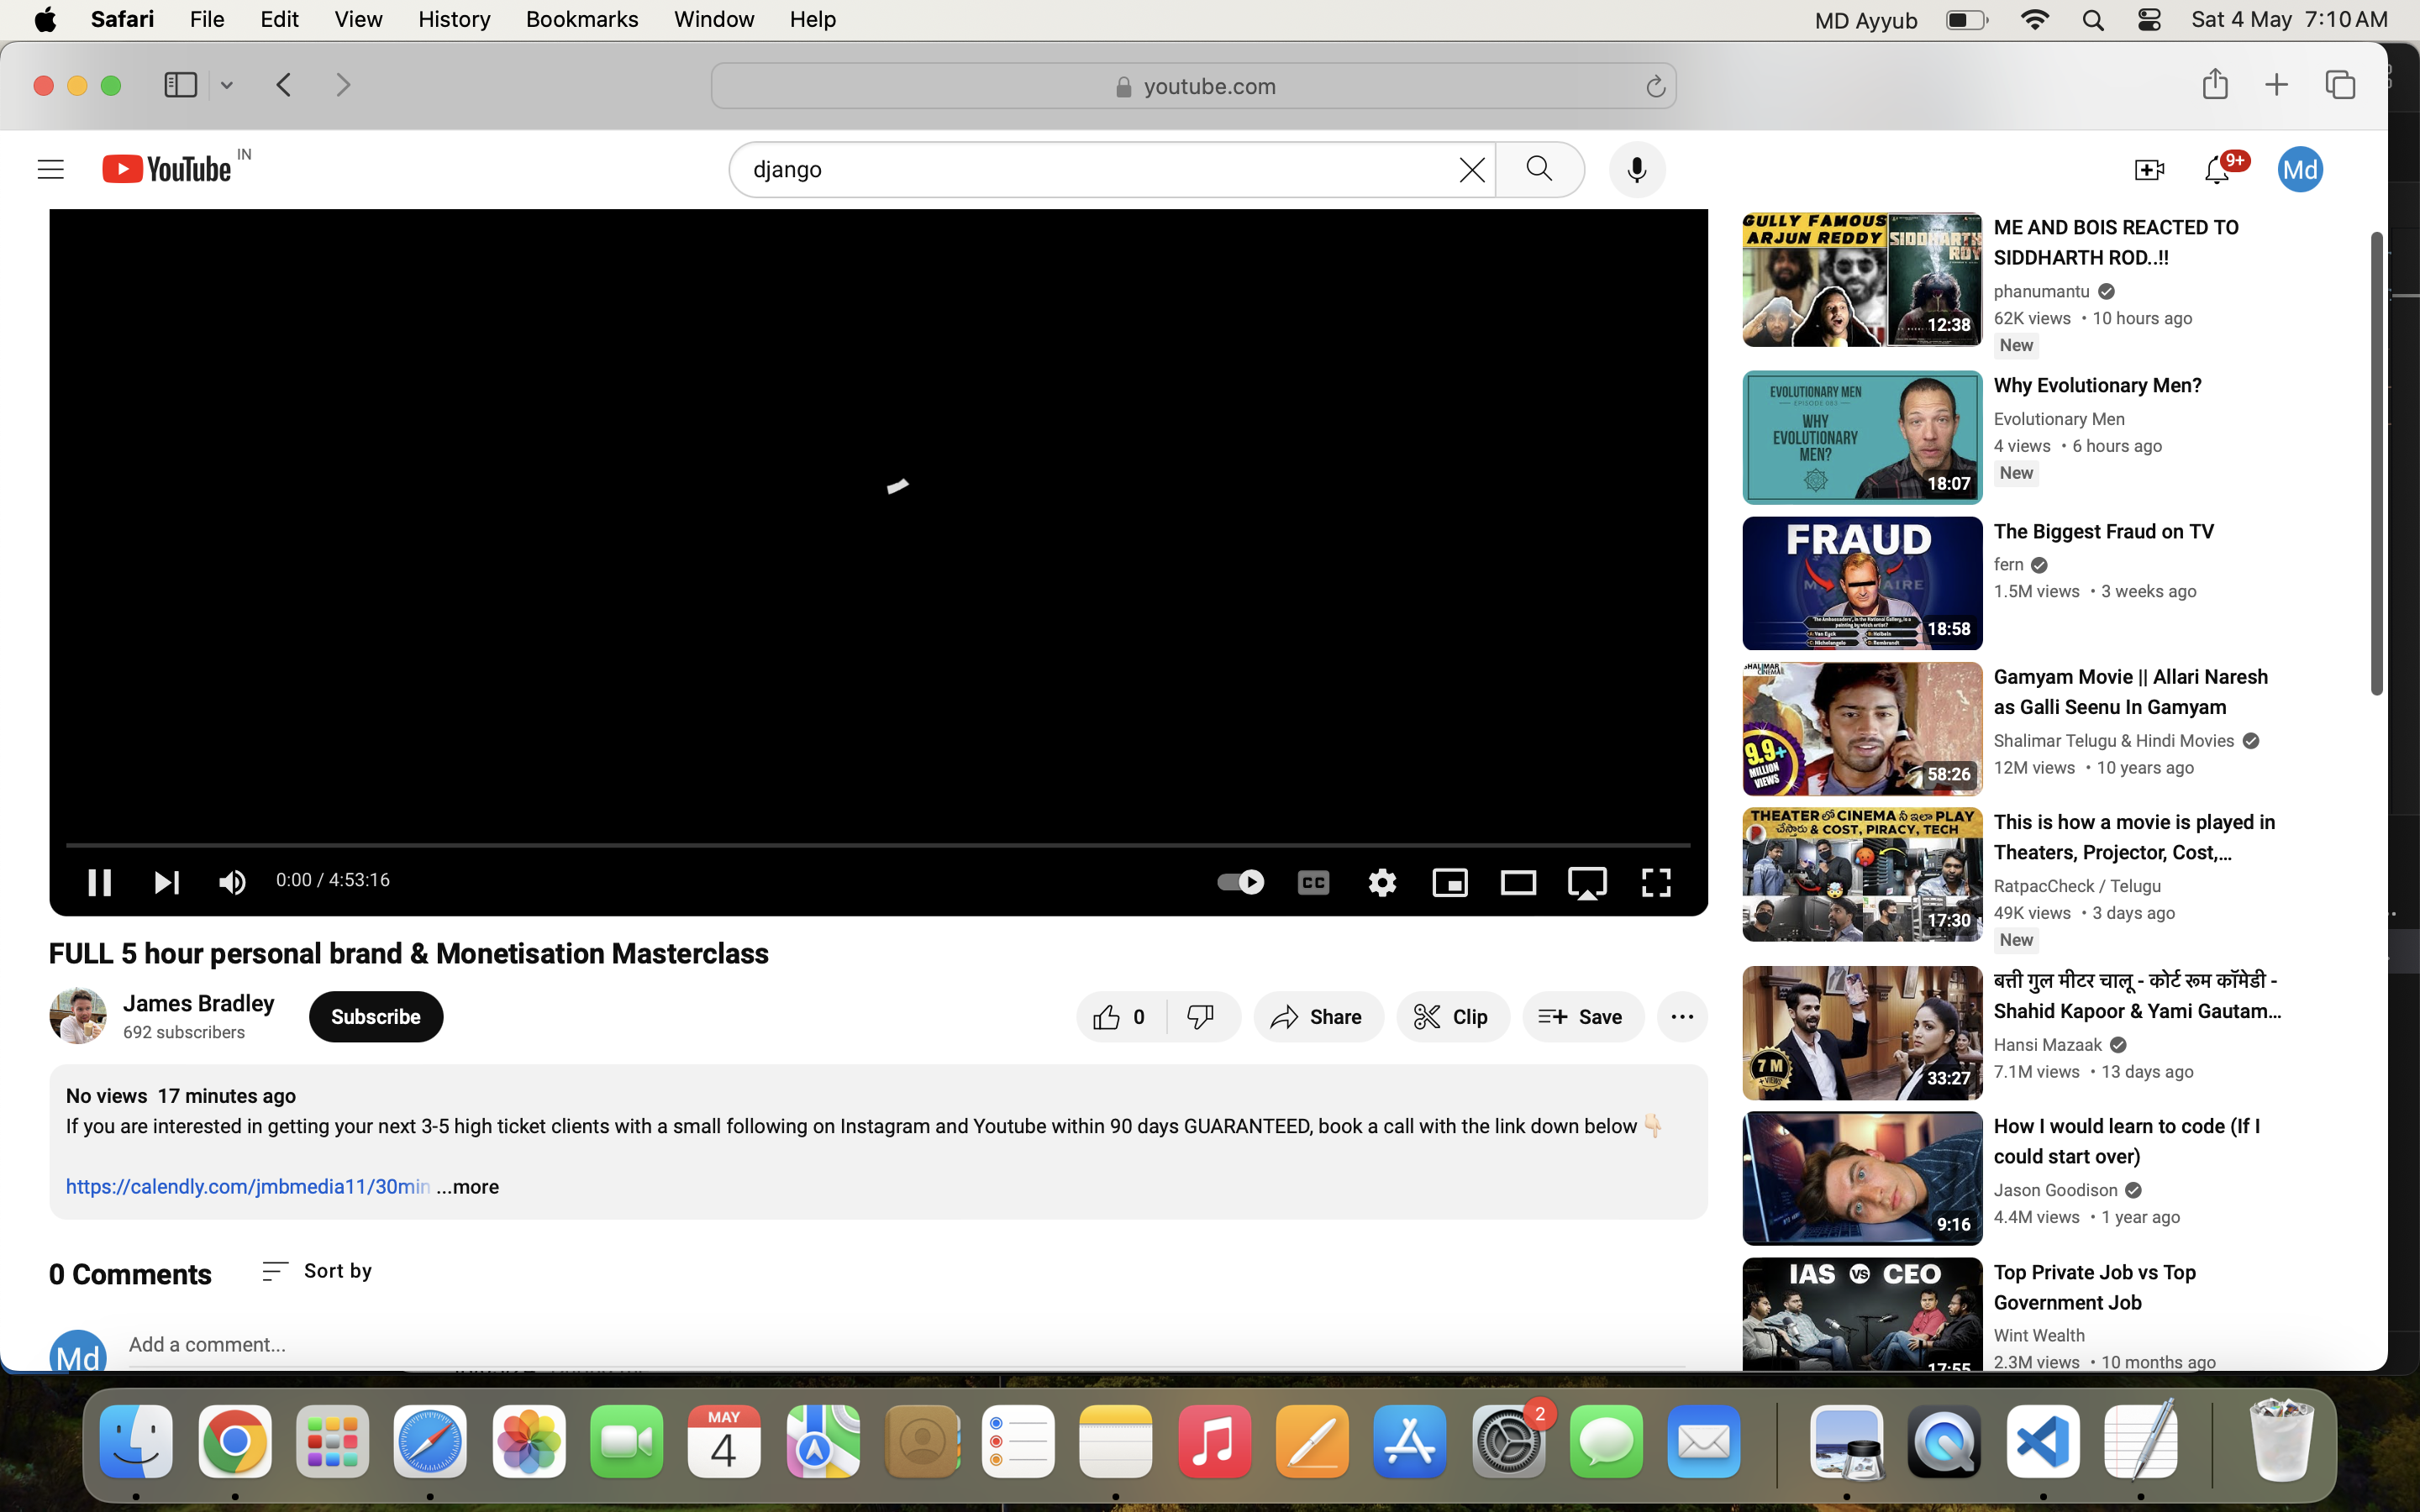 Safari File Edit View History Bookmarks Window Help MD Ayyub Sat 4 May 7:10 AM
youtube.com
YouTube IN django 9+ Md
0:00 / 4:53:16
CC
FULL 5 hour personal brand & Monetisation Masterclass
James Bradley
692 subscribers
Subscribe
0 Share Clip Save
No views 17 minutes ago
If you are interested in getting your next 3-5 high ticket clients with a small following on Instagram and Youtube within 90 days GUARANTEED, book a call with the link down below 👇🏻
https://calendly.com/jmbmedia11/30min ...more
0 Comments Sort by
Md Add a comment...
GULLY FAMOUS
ARJUN REDDY
SIDDHARTH
ROY
12:38
ME AND BOIS REACTED TO
SIDDHARTH ROD..!!
phanumantu
62K views • 10 hours ago
New
EVOLUTIONARY MEN
WHY
EVOLUTIONARY
MEN?
18:07
Why Evolutionary Men?
Evolutionary Men
4 views • 6 hours ago
New
FRAUD
18:58
The Biggest Fraud on TV
fern
1.5M views • 3 weeks ago
SHALIMAR
CINEMA
9.9+
MILLION
VIEWS
58:26
Gamyam Movie || Allari Naresh
as Galli Seenu In Gamyam
Shalimar Telugu & Hindi Movies
12M views • 10 years ago
THEATER లో CINEMA ని ఇలా PLAY
చేస్తారు & COST, PIRACY, TECH
17:30
This is how a movie is played in
Theaters, Projector, Cost,...
RatpacCheck / Telugu
49K views • 3 days ago
New
7 M
33:27
बत्ती गुल मीटर चालू - कोर्ट रूम कॉमेडी -
Shahid Kapoor & Yami Gautam...
Hansi Mazaak
7.1M views • 13 days ago
9:16
How I would learn to code (If I
could start over)
Jason Goodison
4.4M views • 1 year ago
IAS VS CEO
17:55
Top Private Job vs Top
Government Job
Wint Wealth
2.3M views • 10 months ago
MAY
4
2